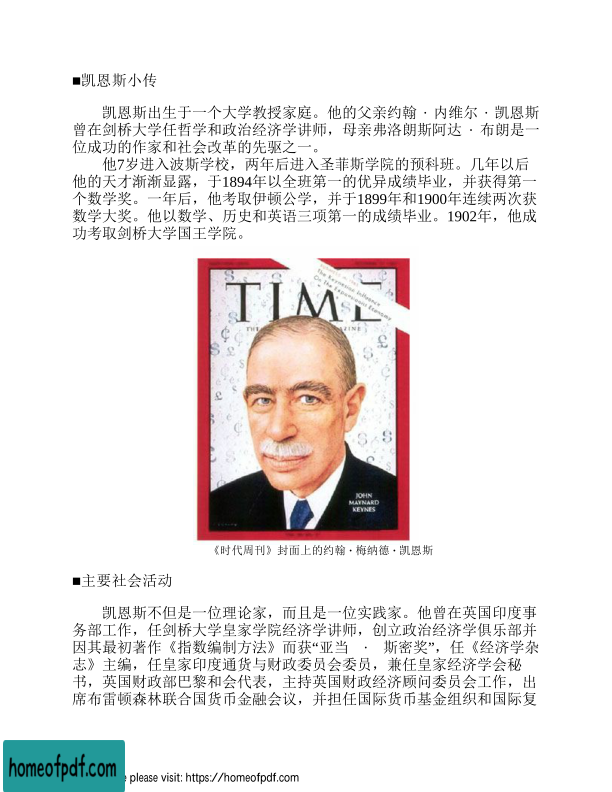 ■凯恩斯小传
凯恩斯出生于一个大学教授家庭。他的父亲约翰·内维尔·凯恩斯
曾在剑桥大学任哲学和政治经济学讲师，母亲弗洛朗斯阿达·布朗是一
位成功的作家和社会改革的先驱之一。
他7岁进入波斯学校，两年后进入圣菲斯学院的预科班。几年以后
他的天才渐渐显露，于1894年以全班第一的优异成绩毕业，并获得第一
个数学奖。一年后，他考取伊顿公学，并于1899年和1900年连续两次获
数学大奖。他以数学、历史和英语三项第一的成绩毕业。1902年，他成
功考取剑桥大学国王学院。
The Keynesian Influence
On the Expansionist Economy
TIME
JOHN
MAYNARD
KEYNES
《时代周刊》封面上的约翰·梅纳德·凯恩斯
■主要社会活动
凯恩斯不但是一位理论家，而且是一位实践家。他曾在英国印度事
务部工作，任剑桥大学皇家学院经济学讲师，创立政治经济学俱乐部并
因其最初著作《指数编制方法》而获“亚当 · 斯密奖”，任《经济学杂
志》主编，任皇家印度通货与财政委员会委员，兼任皇家经济学会秘
书，英国财政部巴黎和会代表，主持英国财政经济顾问委员会工作，出
席布雷顿森林联合国货币金融会议，并担任国际货币基金组织和国际复
homeofpdf.com
please visit: https://homeofpdf.com